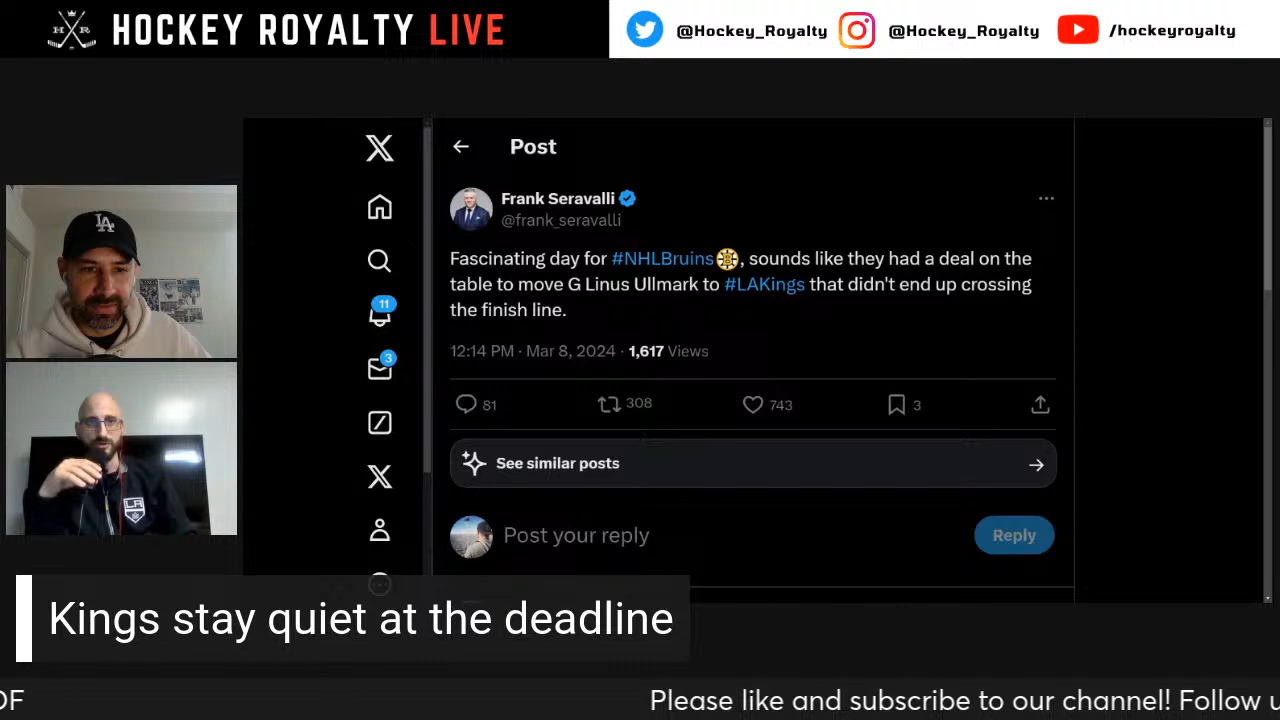 HOCKEY ROYALTY LIVE
@Hockey_Royalty
@Hockey_Royalty
/hockeyroyalty
Post
Frank Seravalli
@frank_seravalli
Fascinating day for #NHLBruins, sounds like they had a deal on the
table to move G Linus Ullmark to #LAKings that didn't end up crossing
the finish line.
12:14 PM · Mar 8, 2024 · 1,617 Views
81
308
743
3
See similar posts
Post your reply
Reply
11
3
LA
LA
Kings stay quiet at the deadline
OF
Please like and subscribe to our channel! Follow u